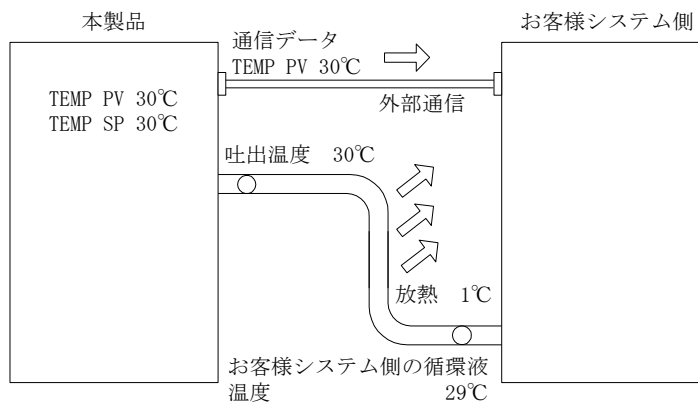 本製品
お客様システム側
通信データ
TEMP PV 30℃
外部通信
TEMP PV 30℃
TEMP SP 30℃
吐出温度 30℃
放熱 1℃
お客様システム側の循環液
温度 29℃